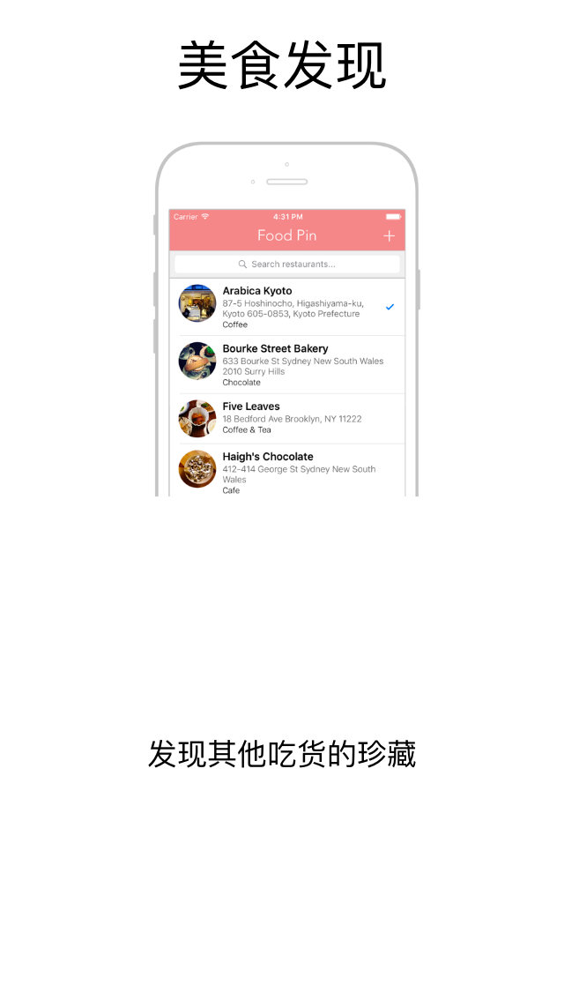 美食发现
Carrier
4:31 PM
Food Pin
Search restaurants...
Arabica Kyoto
87-5 Hoshinocho, Higashiyama-ku,
Kyoto 605-0853, Kyoto Prefecture
Coffee
Bourke Street Bakery
633 Bourke St Sydney New South Wales
2010 Surry Hills
Chocolate
Five Leaves
18 Bedford Ave Brooklyn, NY 11222
Coffee & Tea
Haigh's Chocolate
412-414 George St Sydney New South
Wales
Cafe
发现其他吃货的珍藏